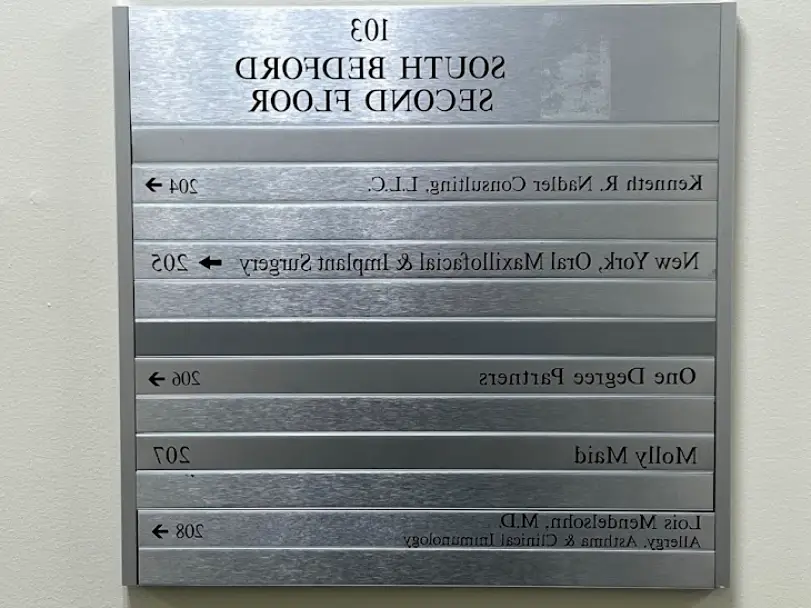 103
SOUTH BEDFORD
SECOND FLOOR
Kenneth R. Nadler Consulting, L.L.C. 204 →
New York, Oral Maxillofacial & Implant Surgery → 205
One Degree Partners 206 →
Molly Maid 207
Lois Mendelsohn, M.D. 208 →
Allergy, Asthma & Clinical Immunology